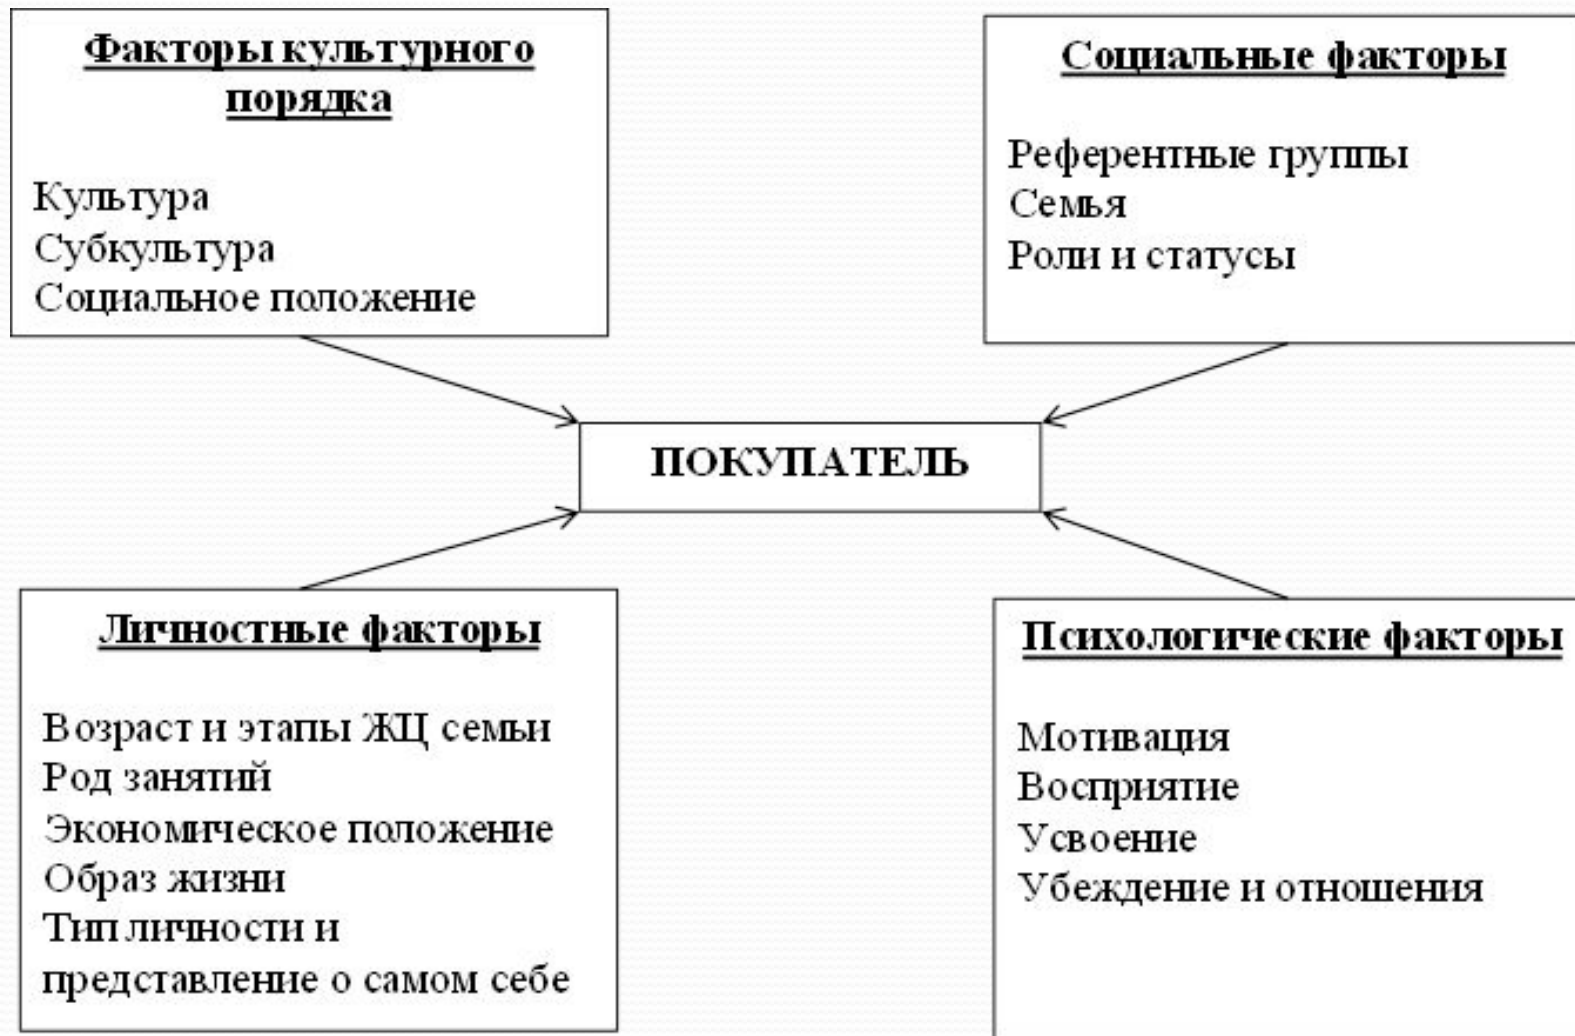 Факторы культурного
порядка
Культура
Субкультура
Социальное положение
Социальные факторы
Референтные группы
Семья
Роли и статусы
ПОКУПАТЕЛЬ
Личностные факторы
Возраст и этапы ЖЦ семьи
Род занятий
Экономическое положение
Образ жизни
Тип личности и
представление о самом себе
Психологические факторы
Мотивация
Восприятие
Усвоение
Убеждение и отношения